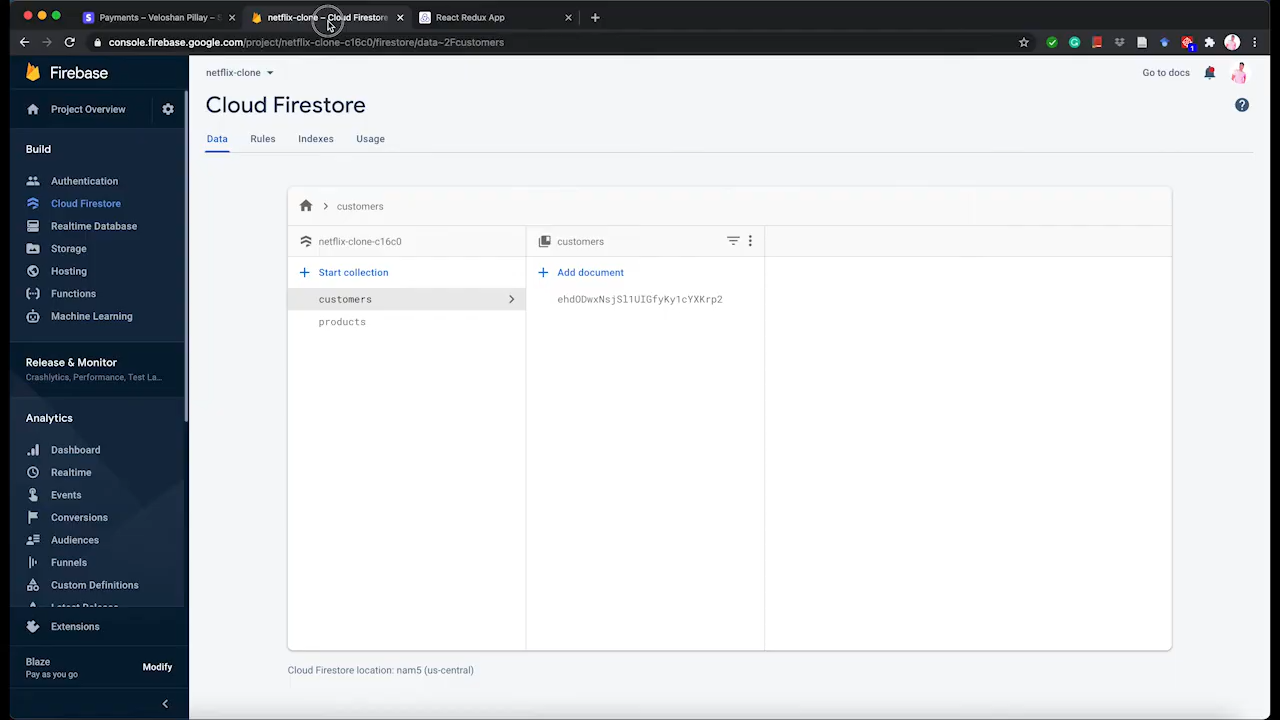 Payments – Veloshan Pillay –
netflix-clone – Cloud Firestore
React Redux App
console.firebase.google.com/project/netflix-clone-c16c0/firestore/data~2Fcustomers
1
Firebase
Project Overview
Build
Authentication
Cloud Firestore
Realtime Database
Storage
Hosting
Functions
Machine Learning
Release & Monitor
Crashlytics, Performance, Test La...
Analytics
Dashboard
Realtime
Events
Conversions
Audiences
Funnels
Custom Definitions
Latest Release
Extensions
Blaze
Pay as you go
Modify
netflix-clone
Go to docs
Cloud Firestore
Data
Rules
Indexes
Usage
customers
netflix-clone-c16c0
customers
Start collection
Add document
customers
ehdODwxNsjSl1UIGfyKy1cYXKrp2
products
Cloud Firestore location: nam5 (us-central)